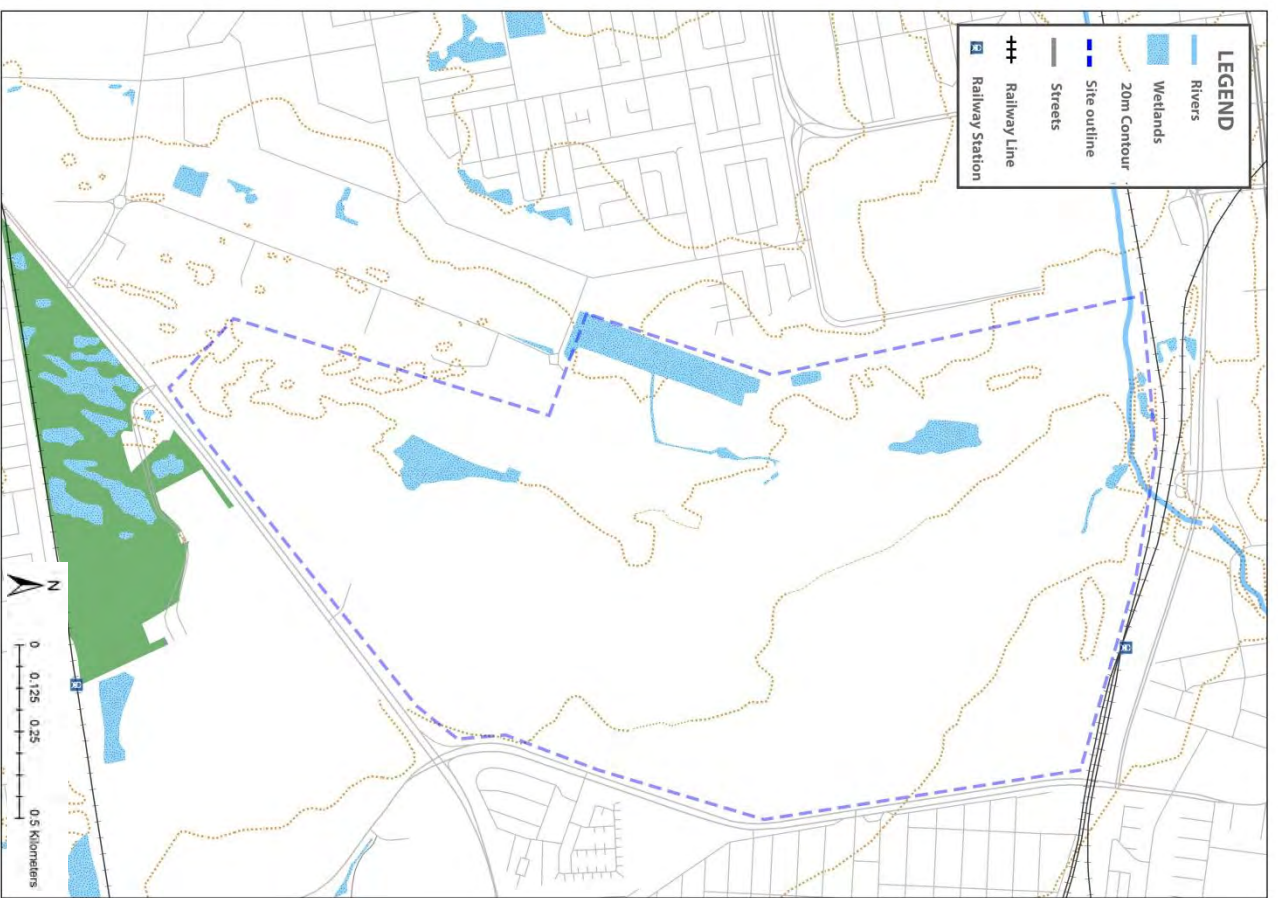 LEGEND
Rivers
Wetlands
20m Contour
Site outline
Streets
Railway Line
Railway Station
N
0 0.125 0.25 0.5 Kilometers